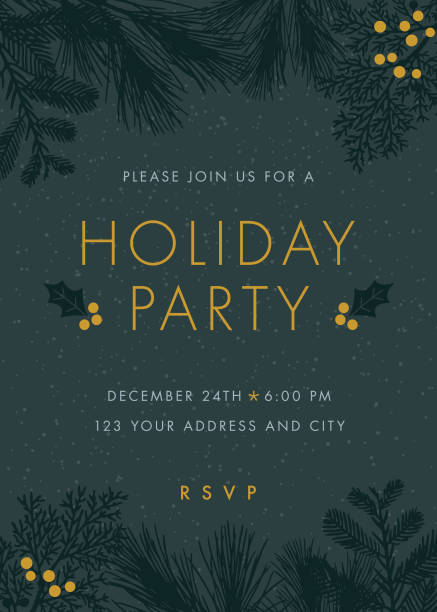 PLEASE JOIN US FOR A
HOLIDAY
PARTY
DECEMBER 24TH ★ 6:00 PM
123 YOUR ADDRESS AND CITY
RSVP